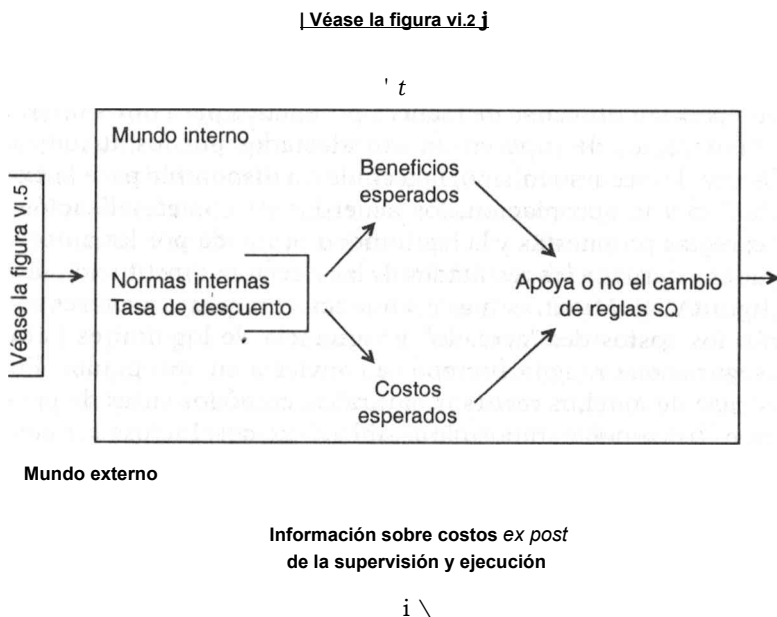 | Véase la figura vi.2 j
' t
Mundo interno
Beneficios
esperados
Véase la figura vi.5
Normas internas
Tasa de descuento
Apoya o no el cambio
de reglas SQ
Costos
esperados
Mundo externo
Información sobre costos ex post
de la supervisión y ejecución
i \